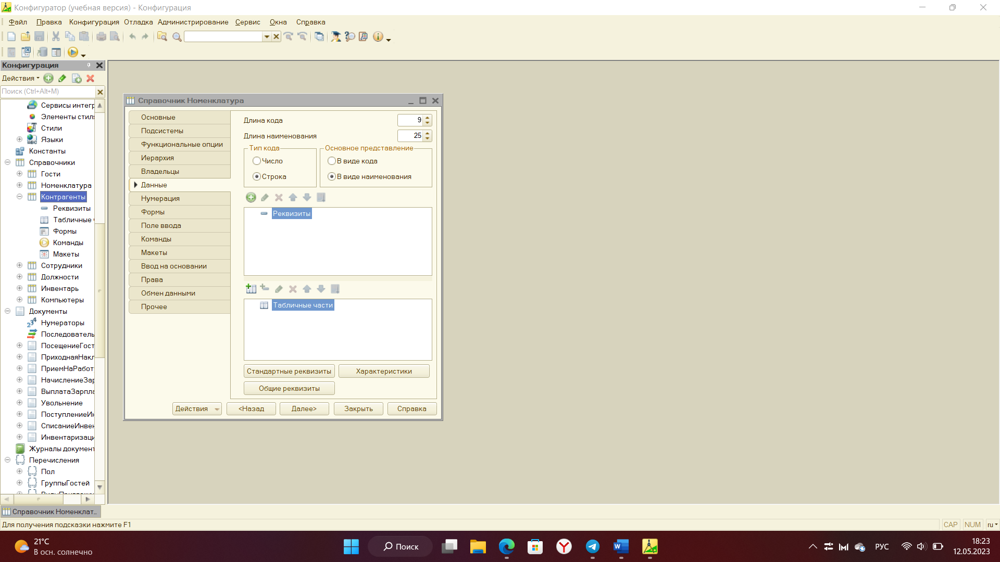 Конфигуратор (учебная версия) - Конфигурация
Файл Правка Конфигурация Отладка Администрирование Сервис Окна Справка
Конфигурация
Действия
Поиск (Ctrl+Alt+M)
Сервисы интегр
Элементы стил
Стили
Языки
Константы
Справочники
Гости
Номенклатура
Контрагенты
Реквизиты
Табличные
Формы
Команды
Макеты
Сотрудники
Должности
Инвентарь
Компьютеры
Документы
Нумераторы
Последователь
ПосещениеГост
ПриходнаяНакл
ПриемНаРабот
НачислениеЗар
ВыплатаЗарпла
Увольнение
ПоступлениеИн
СписаниеИнвен
Инвентаризаци
Журналы документ
Перечисления
Пол
ГруппыГостей
Справочник Номенклатура
Основные
Подсистемы
Функциональные опции
Иерархия
Владельцы
Данные
Нумерация
Формы
Поле ввода
Команды
Макеты
Ввод на основании
Права
Обмен данными
Прочее
Длина кода 9
Длина наименования 25
Тип кода
Число
Строка
Основное представление
В виде кода
В виде наименования
Реквизиты
Табличные части
Стандартные реквизиты Характеристики
Общие реквизиты
Действия <Назад Далее> Закрыть Справка
Справочник Номенклат...
Для получения подсказки нажмите F1
CAP NUM ru
21°C
В осн. солнечно
Поиск
РУС
18:23
12.05.2023